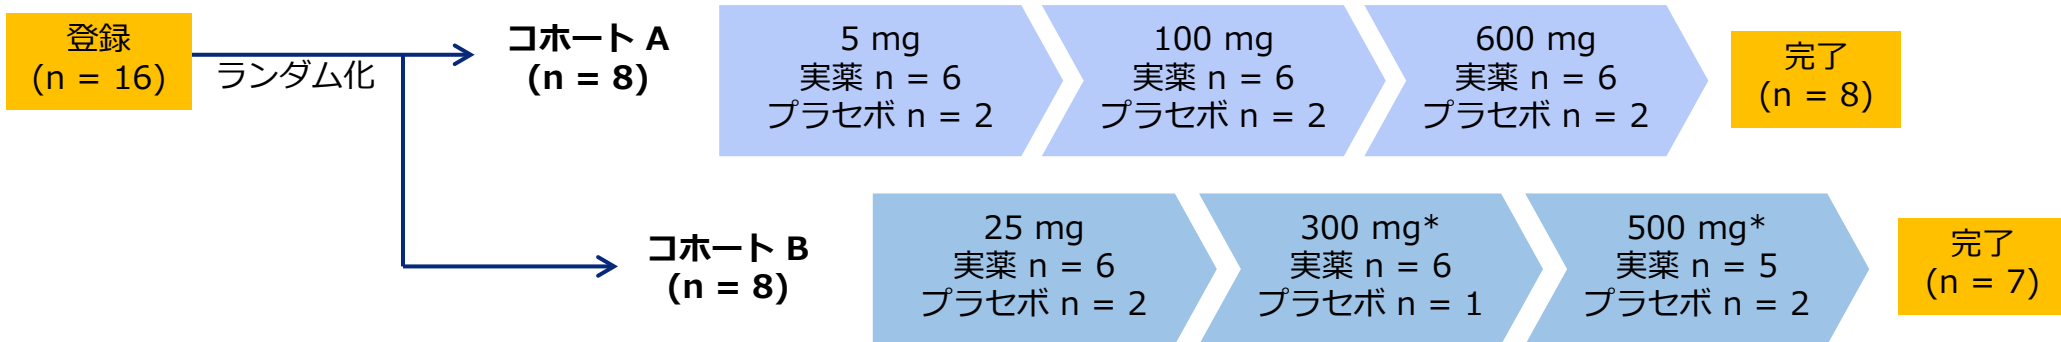 登録
(n = 16)
ランダム化
コホート A
(n = 8)
5 mg
実薬 n = 6
プラセボ n = 2
100 mg
実薬 n = 6
プラセボ n = 2
600 mg
実薬 n = 6
プラセボ n = 2
完了
(n = 8)
コホート B
(n = 8)
25 mg
実薬 n = 6
プラセボ n = 2
300 mg*
実薬 n = 6
プラセボ n = 1
500 mg*
実薬 n = 5
プラセボ n = 2
完了
(n = 7)